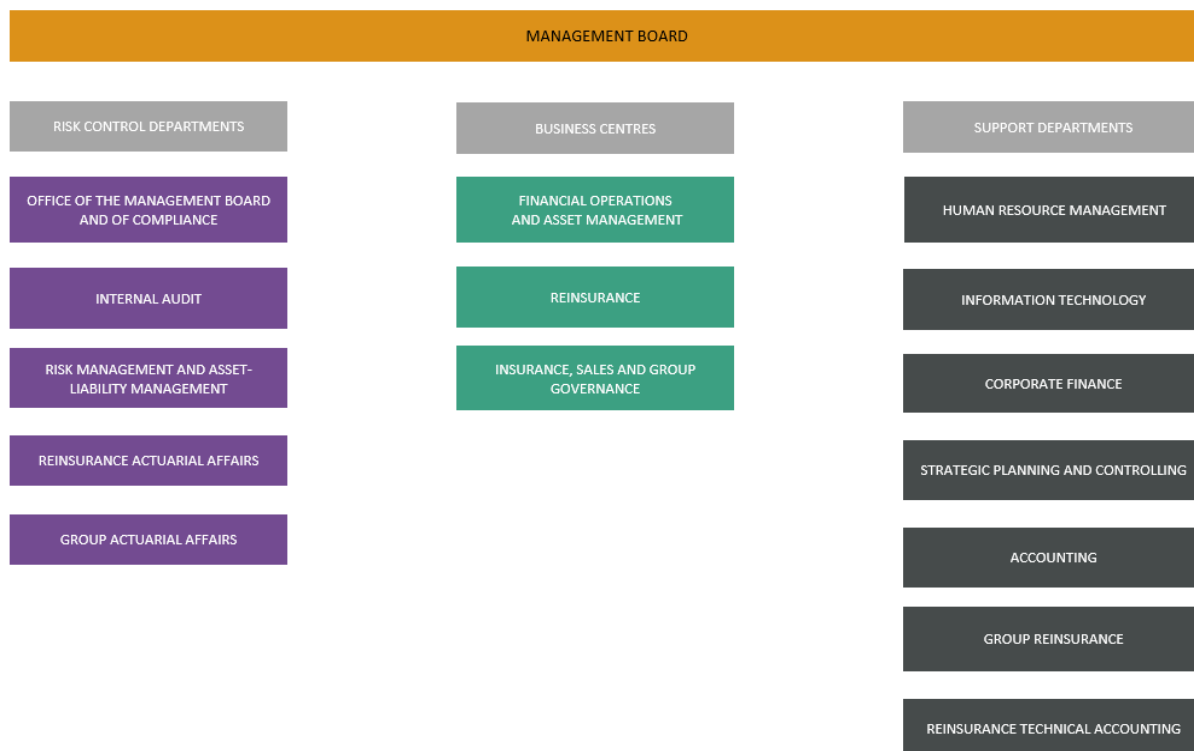 MANAGEMENT BOARD
RISK CONTROL DEPARTMENTS
OFFICE OF THE MANAGEMENT BOARD
AND OF COMPLIANCE
INTERNAL AUDIT
RISK MANAGEMENT AND ASSET-
LIABILITY MANAGEMENT
REINSURANCE ACTUARIAL AFFAIRS
GROUP ACTUARIAL AFFAIRS
BUSINESS CENTRES
FINANCIAL OPERATIONS
AND ASSET MANAGEMENT
REINSURANCE
INSURANCE, SALES AND GROUP
GOVERNANCE
SUPPORT DEPARTMENTS
HUMAN RESOURCE MANAGEMENT
INFORMATION TECHNOLOGY
CORPORATE FINANCE
STRATEGIC PLANNING AND CONTROLLING
ACCOUNTING
GROUP REINSURANCE
REINSURANCE TECHNICAL ACCOUNTING